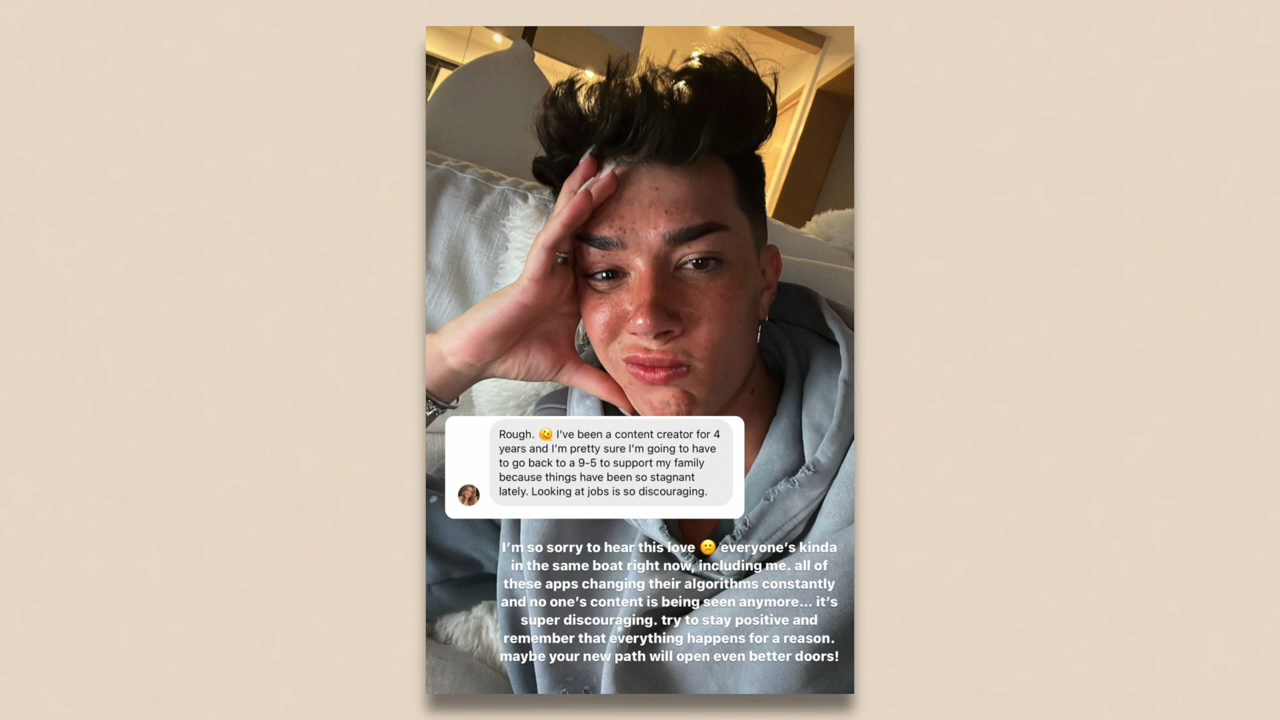 Rough. 🫠 I've been a content creator for 4
years and I'm pretty sure I'm going to have
to go back to a 9-5 to support my family
because things have been so stagnant
lately. Looking at jobs is so discouraging.
I'm so sorry to hear this love 😕 everyone's kinda
in the same boat right now, including me. all of
these apps changing their algorithms constantly
and no one's content is being seen anymore... it's
super discouraging. try to stay positive and
remember that everything happens for a reason.
maybe your new path will open even better doors!